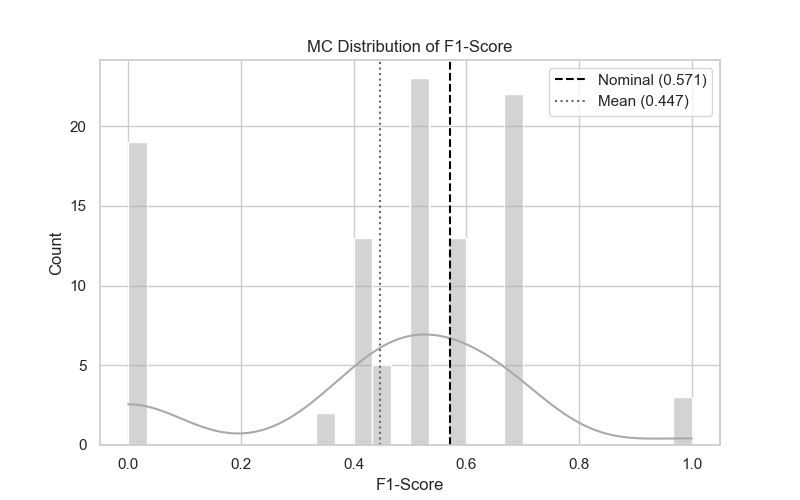 MC Distribution of F1-Score
Nominal (0.571)
Mean (0.447)
Count
20
15
10
5
0
0.0 0.2 0.4 0.6 0.8 1.0
F1-Score